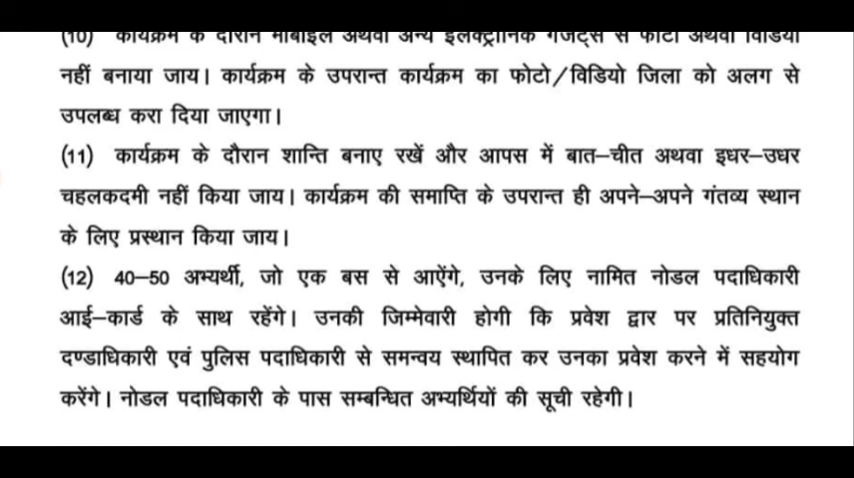 (10) कार्यक्रम के दौरान मोबाइल अथवा अन्य इलेक्ट्रॉनिक गैजेट्स से फोटो अथवा विडियो
नहीं बनाया जाय। कार्यक्रम के उपरान्त कार्यक्रम का फोटो/विडियो जिला को अलग से
उपलब्ध करा दिया जाएगा।
(11) कार्यक्रम के दौरान शान्ति बनाए रखें और आपस में बात–चीत अथवा इधर–उधर
चहलकदमी नहीं किया जाय। कार्यक्रम की समाप्ति के उपरान्त ही अपने–अपने गंतव्य स्थान
के लिए प्रस्थान किया जाय।
(12) 40–50 अभ्यर्थी, जो एक बस से आऐंगे, उनके लिए नामित नोडल पदाधिकारी
आई–कार्ड के साथ रहेंगे। उनकी जिम्मेवारी होगी कि प्रवेश द्वार पर प्रतिनियुक्त
दण्डाधिकारी एवं पुलिस पदाधिकारी से समन्वय स्थापित कर उनका प्रवेश करने में सहयोग
करेंगे। नोडल पदाधिकारी के पास सम्बन्धित अभ्यर्थियों की सूची रहेगी।